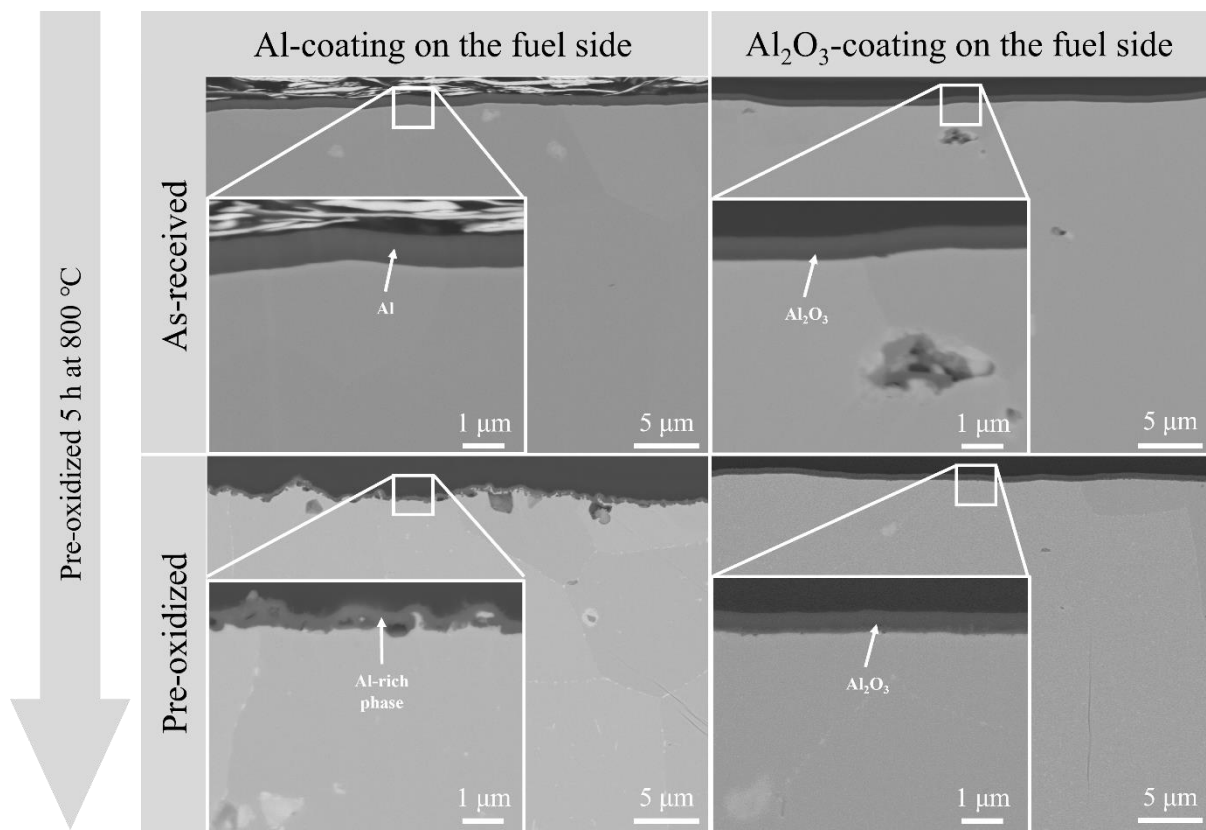 Pre-oxidized 5 h at 800 °C
Al-coating on the fuel side
Al₂O₃-coating on the fuel side
As-received
Al
1 μm
5 μm
Al₂O₃
1 μm
5 μm
Pre-oxidized
Al-rich
phase
1 μm
5 μm
Al₂O₃
1 μm
5 μm